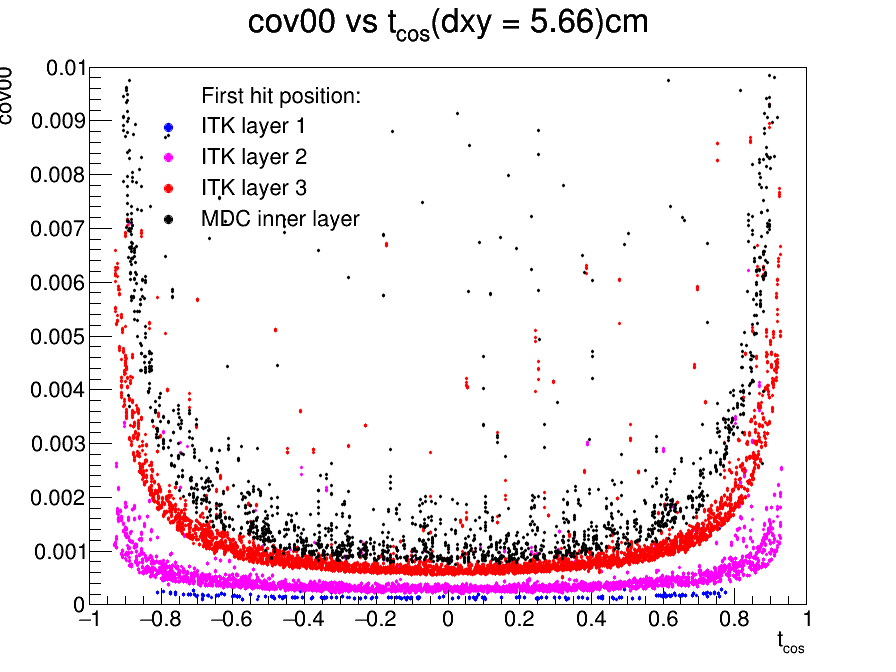 cov00 vs t_cos(dxy = 5.66)cm
cov00
0.01
0.009
0.008
0.007
0.006
0.005
0.004
0.003
0.002
0.001
0
First hit position:
ITK layer 1
ITK layer 2
ITK layer 3
MDC inner layer
−1 −0.8 −0.6 −0.4 −0.2 0 0.2 0.4 0.6 0.8 1
t_cos